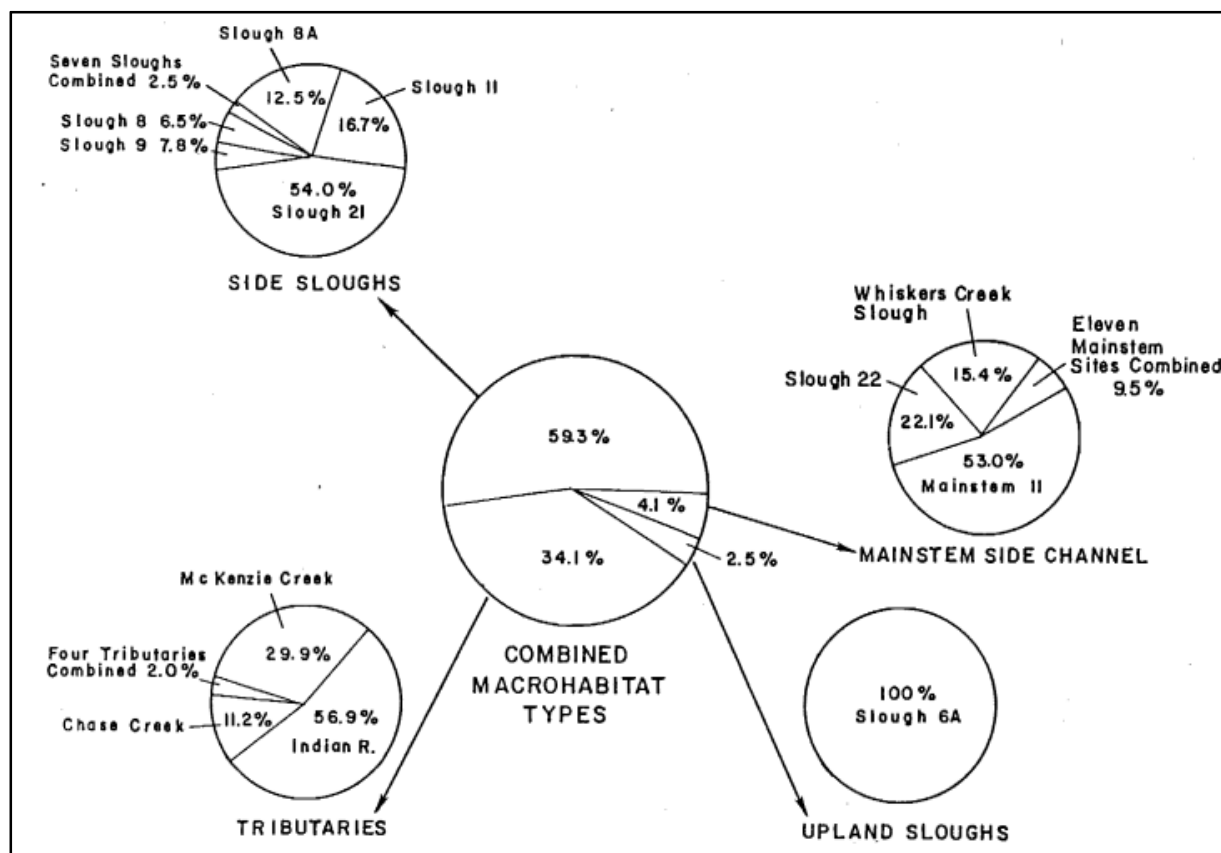 Slough 8A
Seven Sloughs
Combined 2.5%
12.5%
Slough 11
16.7%
Slough 8 6.5%
Slough 9 7.8%
54.0%
Slough 21
SIDE SLOUGHS
Whiskers Creek
Slough
Eleven
Mainstem
Sites Combined
9.5%
Slough 22
15.4%
22.1%
53.0%
Mainstem 11
MAINSTEM SIDE CHANNEL
59.3%
4.1%
2.5%
34.1%
COMBINED
MACROHABITAT
TYPES
Mc Kenzie Creek
29.9%
Four Tributaries
Combined 2.0%
Chase Creek
11.2%
56.9%
Indian R.
TRIBUTARIES
100%
Slough 6A
UPLAND SLOUGHS